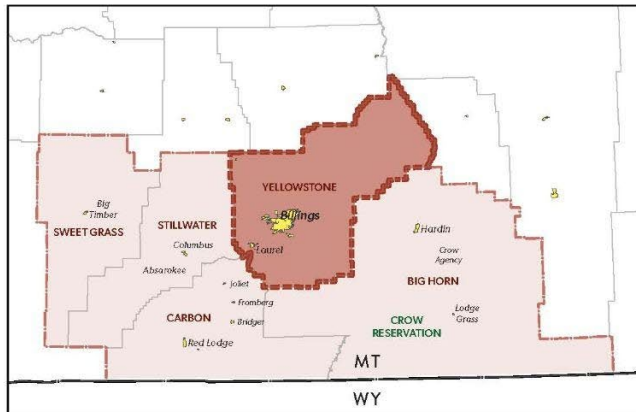 YELLOWSTONE
Billings
Big
Timber
SWEET GRASS
STILLWATER
Columbus
Absarokee
Laurel
Hardin
Crow
Agency
BIG HORN
Joliet
Fromberg
CARBON
Bridger
Lodge
Grass
CROW
RESERVATION
Red Lodge
MT
WY